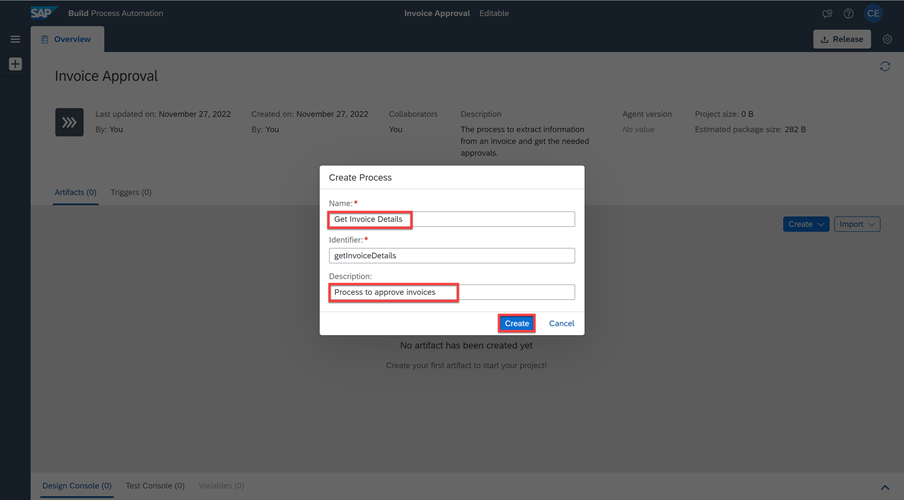 SAP Build Process Automation Invoice Approval Editable CE
Overview Release
Invoice Approval
Last updated on: November 27, 2022 Created on: November 27, 2022 Collaborators Description Agent version Project size: 0 B
By: You By: You You The process to extract information No value Estimated package size: 282 B
from an invoice and get the needed
approvals.
Create Process
Artifacts (0) Triggers (0)
Name:*
Get Invoice Details
Create Import
Identifier:*
getInvoiceDetails
Description:
Process to approve invoices
Create Cancel
No artifact has been created yet
Create your first artifact to start your project!
Design Console (0) Test Console (0) Variables (0)